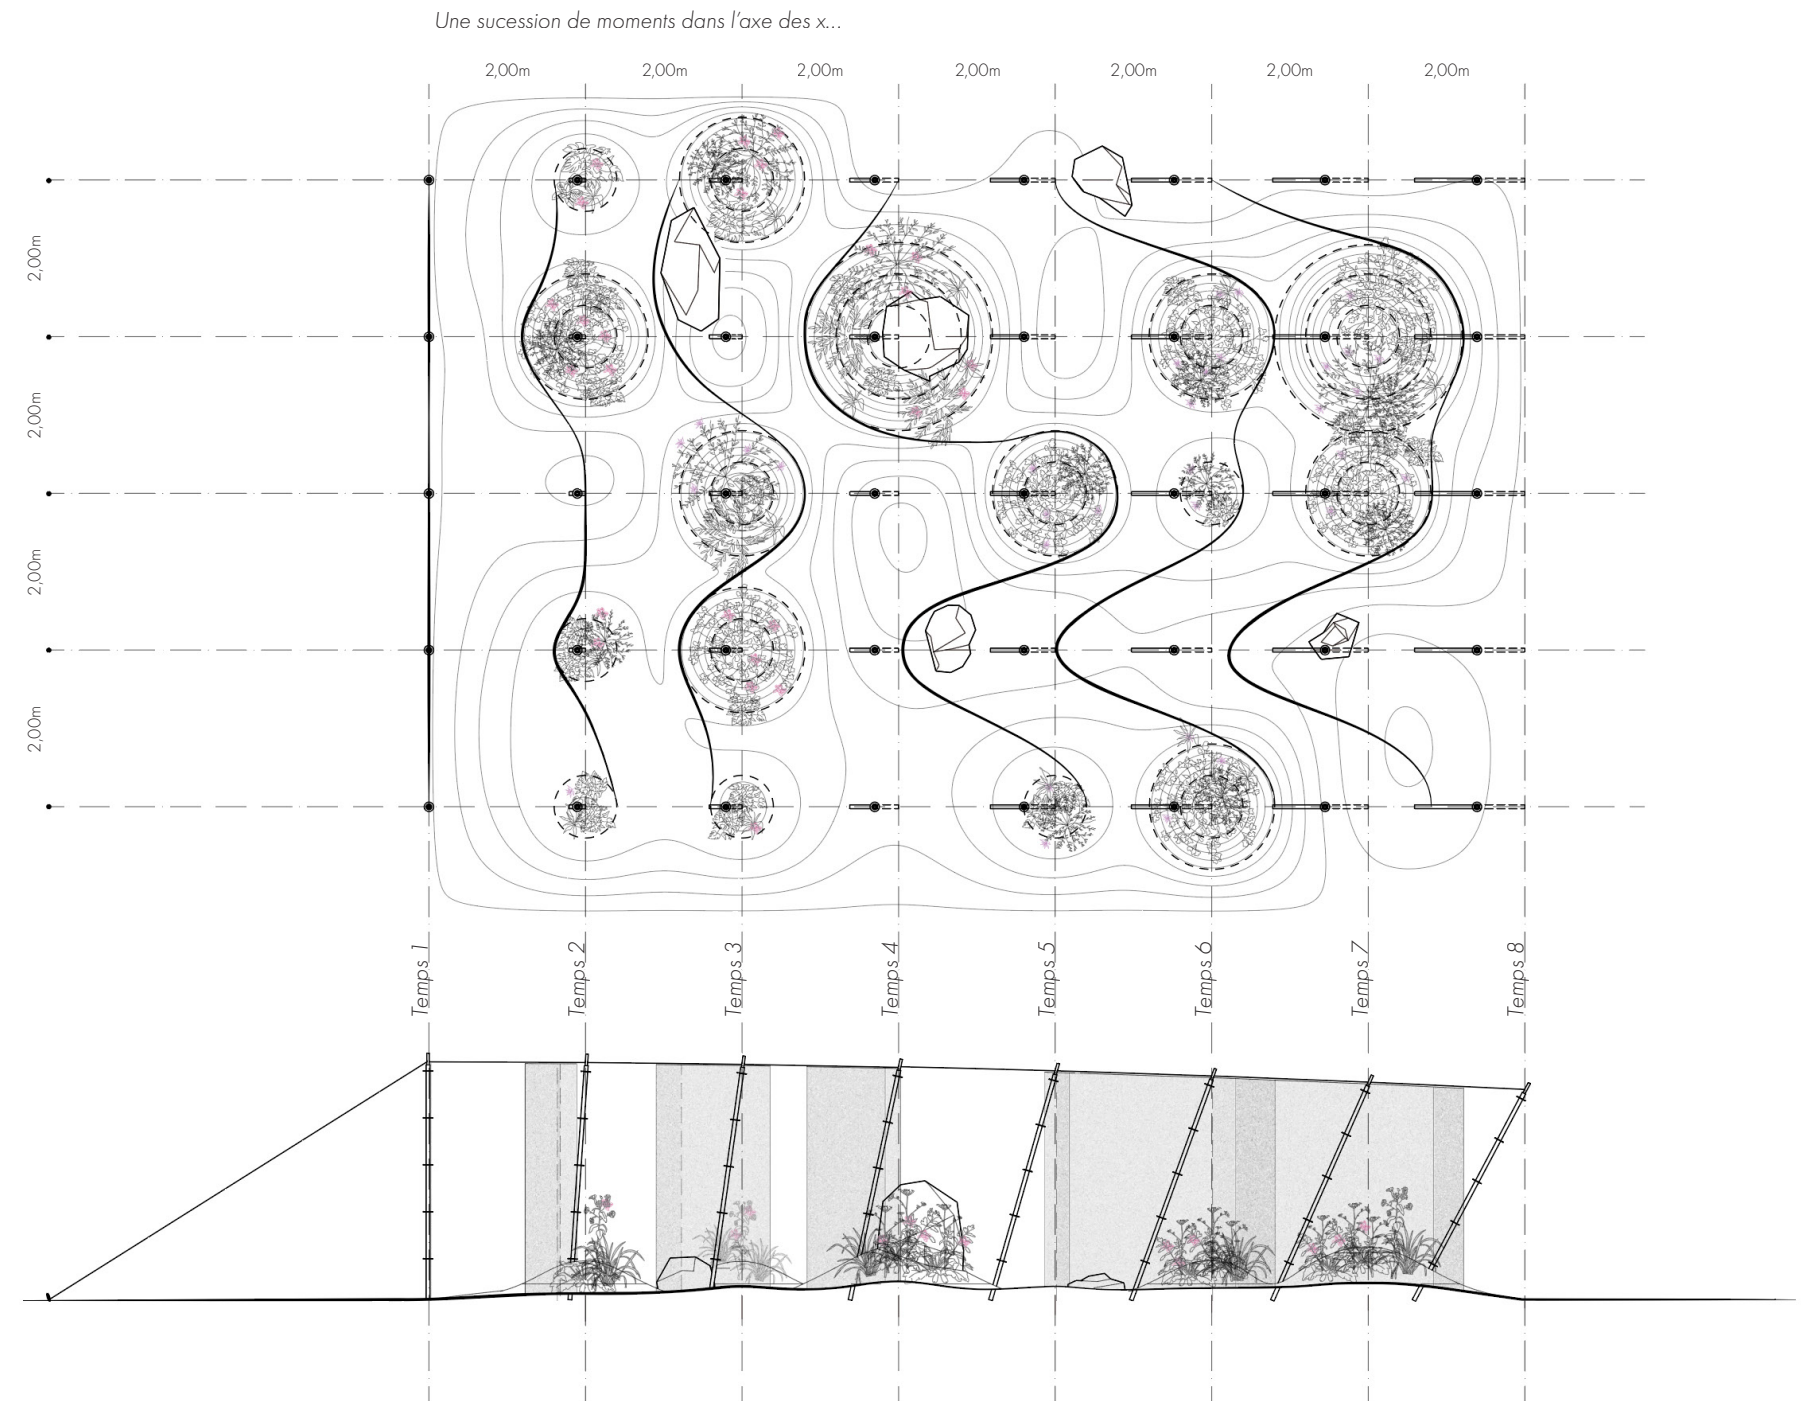 Une sucession de moments dans l'axe des x...
2,00m 2,00m 2,00m 2,00m 2,00m 2,00m 2,00m
2,00m
2,00m
2,00m
2,00m
Temps 1
Temps 2
Temps 3
Temps 4
Temps 5
Temps 6
Temps 7
Temps 8